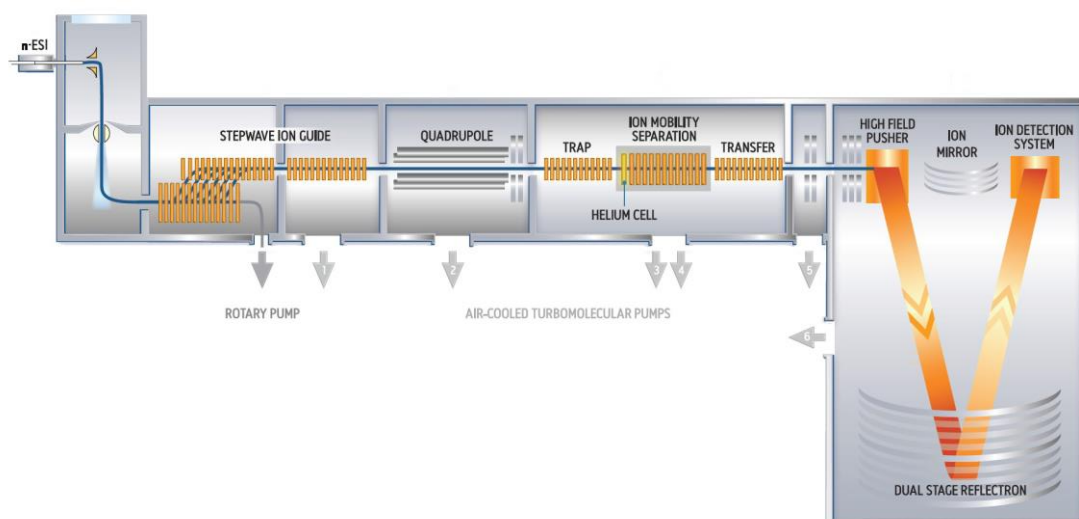 n-ESI
STEPWAVE ION GUIDE
QUADRUPOLE
ION MOBILITY
SEPARATION
TRAP
TRANSFER
HELIUM CELL
HIGH FIELD
PUSHER
ION
MIRROR
ION DETECTION
SYSTEM
1
2
3
4
5
6
ROTARY PUMP
AIR-COOLED TURBOMOLECULAR PUMPS
DUAL STAGE REFLECTRON